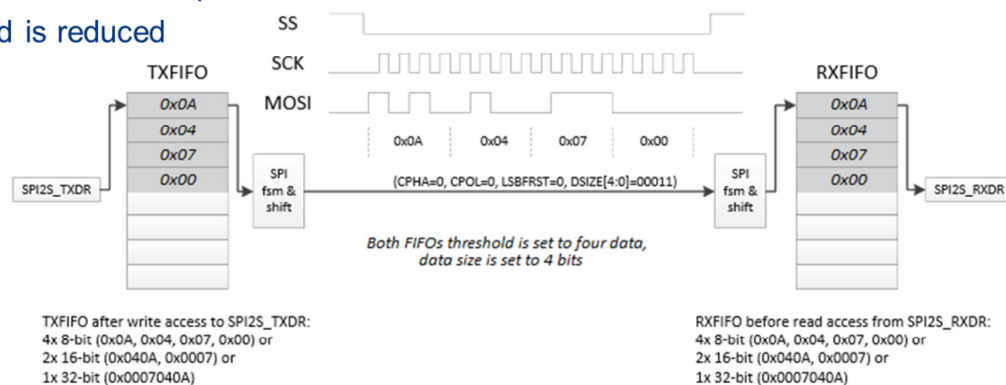 d is reduced
SS
SCK
MOSI
TXFIFO
RXFIFO
0x0A
0x04
0x07
0x00
SPI2S_TXDR
SPI
fsm &
shift
0x0A 0x04 0x07 0x00
(CPHA=0, CPOL=0, LSBFRST=0, DSIZE[4:0]=00011)
SPI
fsm &
shift
0x0A
0x04
0x07
0x00
SPI2S_RXDR
Both FIFOs threshold is set to four data,
data size is set to 4 bits
TXFIFO after write access to SPI2S_TXDR:
4x 8-bit (0x0A, 0x04, 0x07, 0x00) or
2x 16-bit (0x040A, 0x0007) or
1x 32-bit (0x0007040A)
RXFIFO before read access from SPI2S_RXDR:
4x 8-bit (0x0A, 0x04, 0x07, 0x00) or
2x 16-bit (0x040A, 0x0007) or
1x 32-bit (0x0007040A)